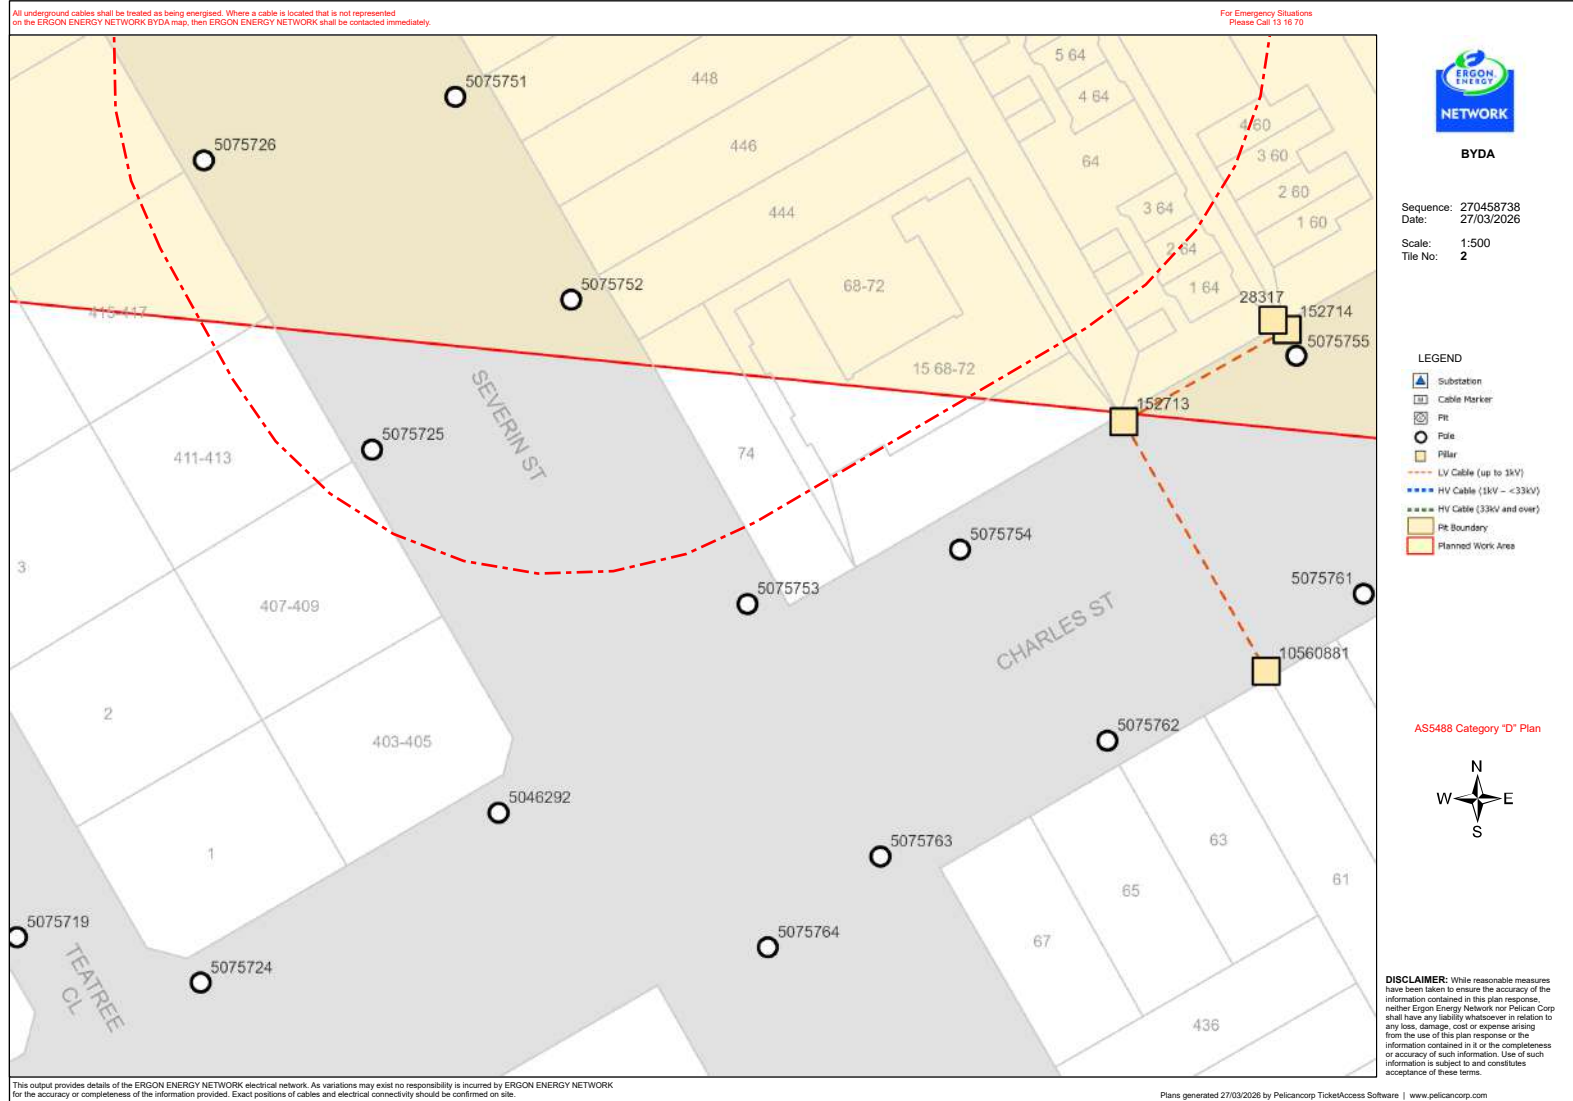 All underground cables shall be treated as being energised. Where a cable is located that is not represented
on the ERGON ENERGY NETWORK BYDA map, then ERGON ENERGY NETWORK shall be contacted immediately.
For Emergency Situations
Please Call 13 16 70
5075751
448
5 64
4 64
5075726
446
4 60
3 60
64
2 60
444
3 64
1 60
2 64
5075752
68-72
1 64
28317
152714
415-417
5075755
15 68-72
SEVERIN ST
152713
5075725
411-413
74
5075754
3
5075753
5075761
407-409
CHARLES ST
10560881
2
5075762
403-405
5046292
5075763
63
1
61
65
5075719
5075764
67
5075724
TEATREE
CL
436
ERGON
ENERGY
NETWORK
BYDA
Sequence: 270458738
Date: 27/03/2026
Scale: 1:500
Tile No: 2
LEGEND
Substation
Cable Marker
Pit
Pole
Pillar
LV Cable (up to 1kV)
HV Cable (1kV - <33kV)
HV Cable (33kV and over)
Pit Boundary
Planned Work Area
AS5488 Category "D" Plan
N
W E
S
DISCLAIMER: While reasonable measures
have been taken to ensure the accuracy of the
information contained in this plan response,
neither Ergon Energy Network nor Pelican Corp
shall have any liability whatsoever in relation to
any loss, damage, cost or expense arising
from the use of this plan response or the
information contained in it or the completeness
or accuracy of such information. Use of such
information is subject to and constitutes
acceptance of these terms.
This output provides details of the ERGON ENERGY NETWORK electrical network. As variations may exist no responsibility is incurred by ERGON ENERGY NETWORK
for the accuracy or completeness of the information provided. Exact positions of cables and electrical connectivity should be confirmed on site.
Plans generated 27/03/2026 by Pelicancorp TicketAccess Software | www.pelicancorp.com